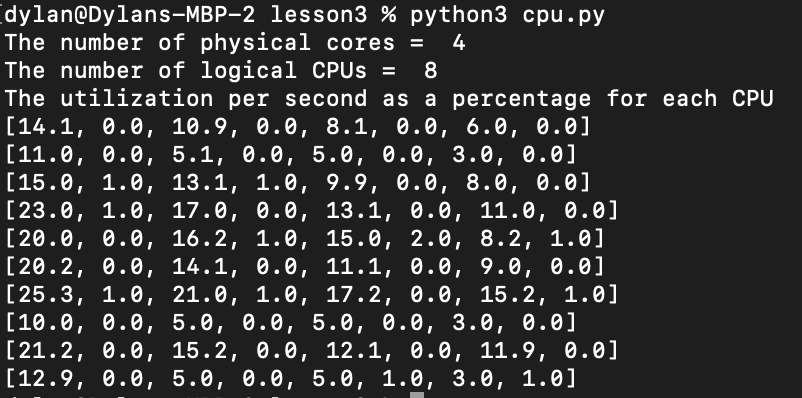 [dylan@Dylans-MBP-2 lesson3 % python3 cpu.py
The number of physical cores =  4
The number of logical CPUs =  8
The utilization per second as a percentage for each CPU
[14.1, 0.0, 10.9, 0.0, 8.1, 0.0, 6.0, 0.0]
[11.0, 0.0, 5.1, 0.0, 5.0, 0.0, 3.0, 0.0]
[15.0, 1.0, 13.1, 1.0, 9.9, 0.0, 8.0, 0.0]
[23.0, 1.0, 17.0, 0.0, 13.1, 0.0, 11.0, 0.0]
[20.0, 0.0, 16.2, 1.0, 15.0, 2.0, 8.2, 1.0]
[20.2, 0.0, 14.1, 0.0, 11.1, 0.0, 9.0, 0.0]
[25.3, 1.0, 21.0, 1.0, 17.2, 0.0, 15.2, 1.0]
[10.0, 0.0, 5.0, 0.0, 5.0, 0.0, 3.0, 0.0]
[21.2, 0.0, 15.2, 0.0, 12.1, 0.0, 11.9, 0.0]
[12.9, 0.0, 5.0, 0.0, 5.0, 1.0, 3.0, 1.0]